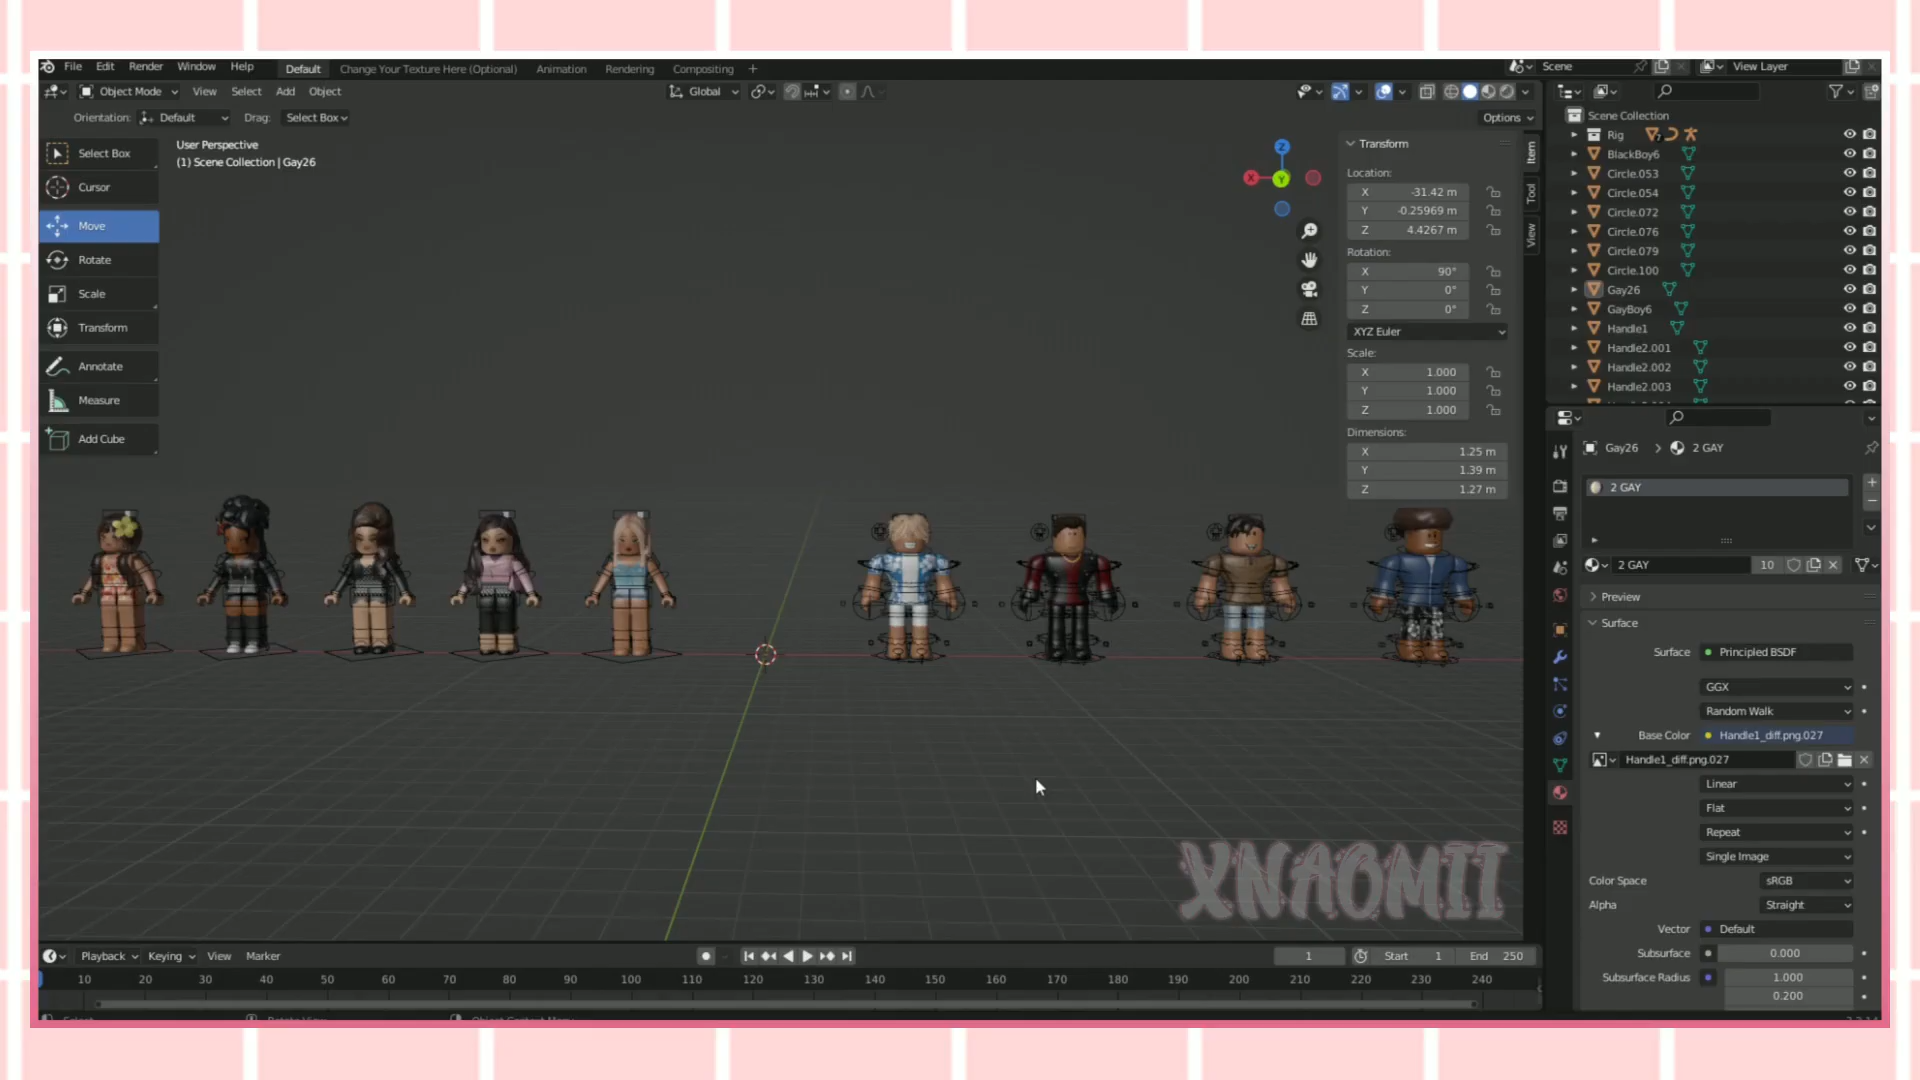 File Edit Render Window Help Default Change Your Texture Here (Optional) Animation Rendering Compositing + Scene View Layer
Object Mode View Select Add Object Global
Orientation: Default Drag: Select Box Options
Select Box
Cursor
Move
Rotate
Scale
Transform
Annotate
Measure
Add Cube
User Perspective
(1) Scene Collection | Gay26
Z
X
Y
Transform
Location:
X -31.42 m
Y -0.25969 m
Z 4.4267 m
Rotation:
X 90°
Y 0°
Z 0°
XYZ Euler
Scale:
X 1.000
Y 1.000
Z 1.000
Dimensions:
X 1.25 m
Y 1.39 m
Z 1.27 m
Item
Tool
View
Scene Collection
Rig
BlackBoy6
Circle.053
Circle.054
Circle.072
Circle.076
Circle.079
Circle.100
Gay26
GayBoy6
Handle1
Handle2.001
Handle2.002
Handle2.003
Gay26 > 2 GAY
2 GAY
2 GAY 10
Preview
Surface
Surface Principled BSDF
GGX
Random Walk
Base Color Handle1_diff.png.027
Handle1_diff.png.027
Linear
Flat
Repeat
Single Image
Color Space sRGB
Alpha Straight
Vector Default
Subsurface 0.000
Subsurface Radius 1.000
0.200
XNAOMII
Playback Keying View Marker 1 Start 1 End 250
10 20 30 40 50 60 70 80 90 100 110 120 130 140 150 160 170 180 190 200 210 220 230 240